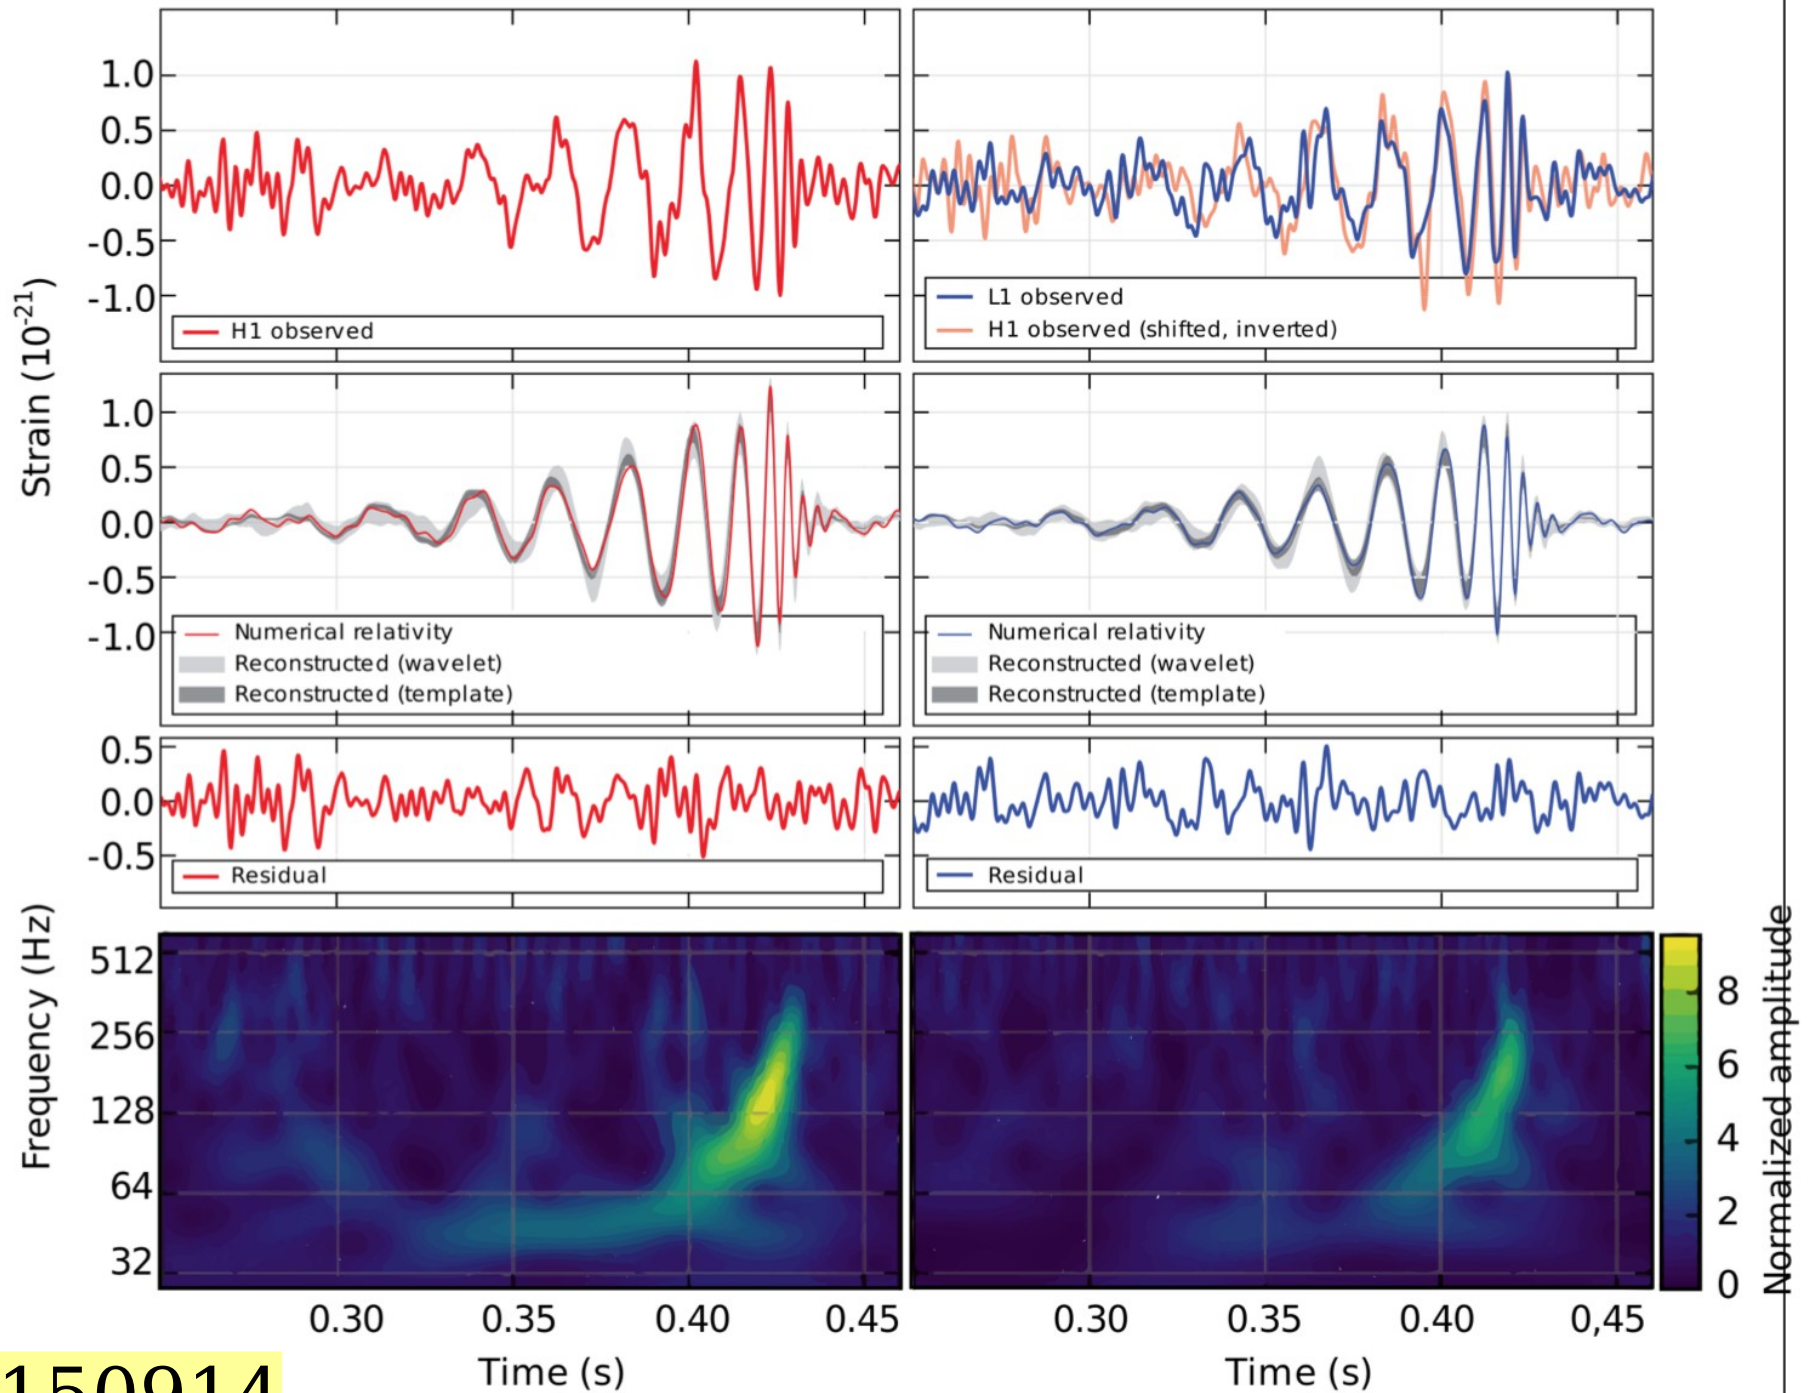 Strain (10⁻²¹)
1.0
0.5
0.0
-0.5
-1.0
H1 observed
L1 observed
H1 observed (shifted, inverted)
1.0
0.5
0.0
-0.5
-1.0
Numerical relativity
Reconstructed (wavelet)
Reconstructed (template)
Numerical relativity
Reconstructed (wavelet)
Reconstructed (template)
0.5
0.0
-0.5
Residual
Residual
Frequency (Hz)
512
256
128
64
32
8
6
4
2
0
Normalized amplitude
0.30 0.35 0.40 0.45
0.30 0.35 0.40 0,45
Time (s)
Time (s)
150914